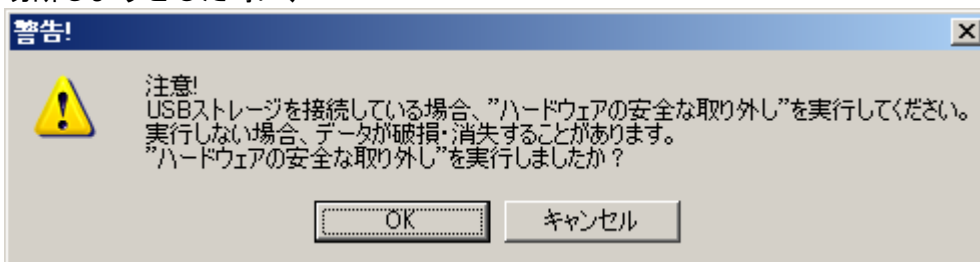 警告!
注意!
USBストレージを接続している場合、”ハードウェアの安全な取り外し”を実行してください。
実行しない場合、データが破損・消失することがあります。
”ハードウェアの安全な取り外し”を実行しましたか？
OK
キャンセル